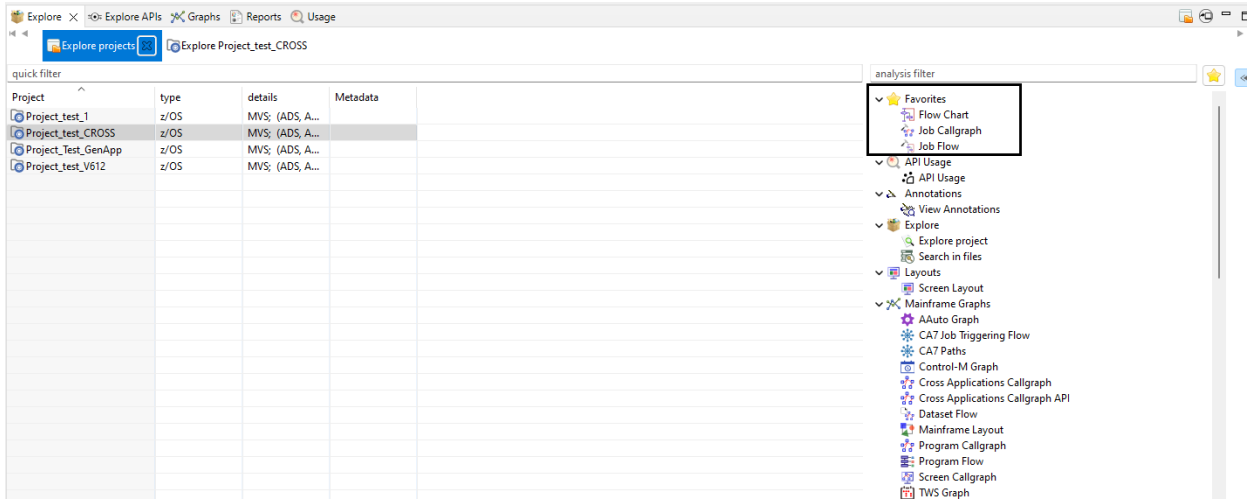 Explore Explore APIs Graphs Reports Usage
Explore projects Explore Project_test_CROSS
quick filter
Project type details Metadata
Project_test_1 z/OS MVS; (ADS, A...
Project_test_CROSS z/OS MVS; (ADS, A...
Project_Test_GenApp z/OS MVS; (ADS, A...
Project_test_V612 z/OS MVS; (ADS, A...
analysis filter
Favorites
Flow Chart
Job Callgraph
Job Flow
API Usage
API Usage
Annotations
View Annotations
Explore
Explore project
Search in files
Layouts
Screen Layout
Mainframe Graphs
AAuto Graph
CA7 Job Triggering Flow
CA7 Paths
Control-M Graph
Cross Applications Callgraph
Cross Applications Callgraph API
Dataset Flow
Mainframe Layout
Program Callgraph
Program Flow
Screen Callgraph
TWS Graph